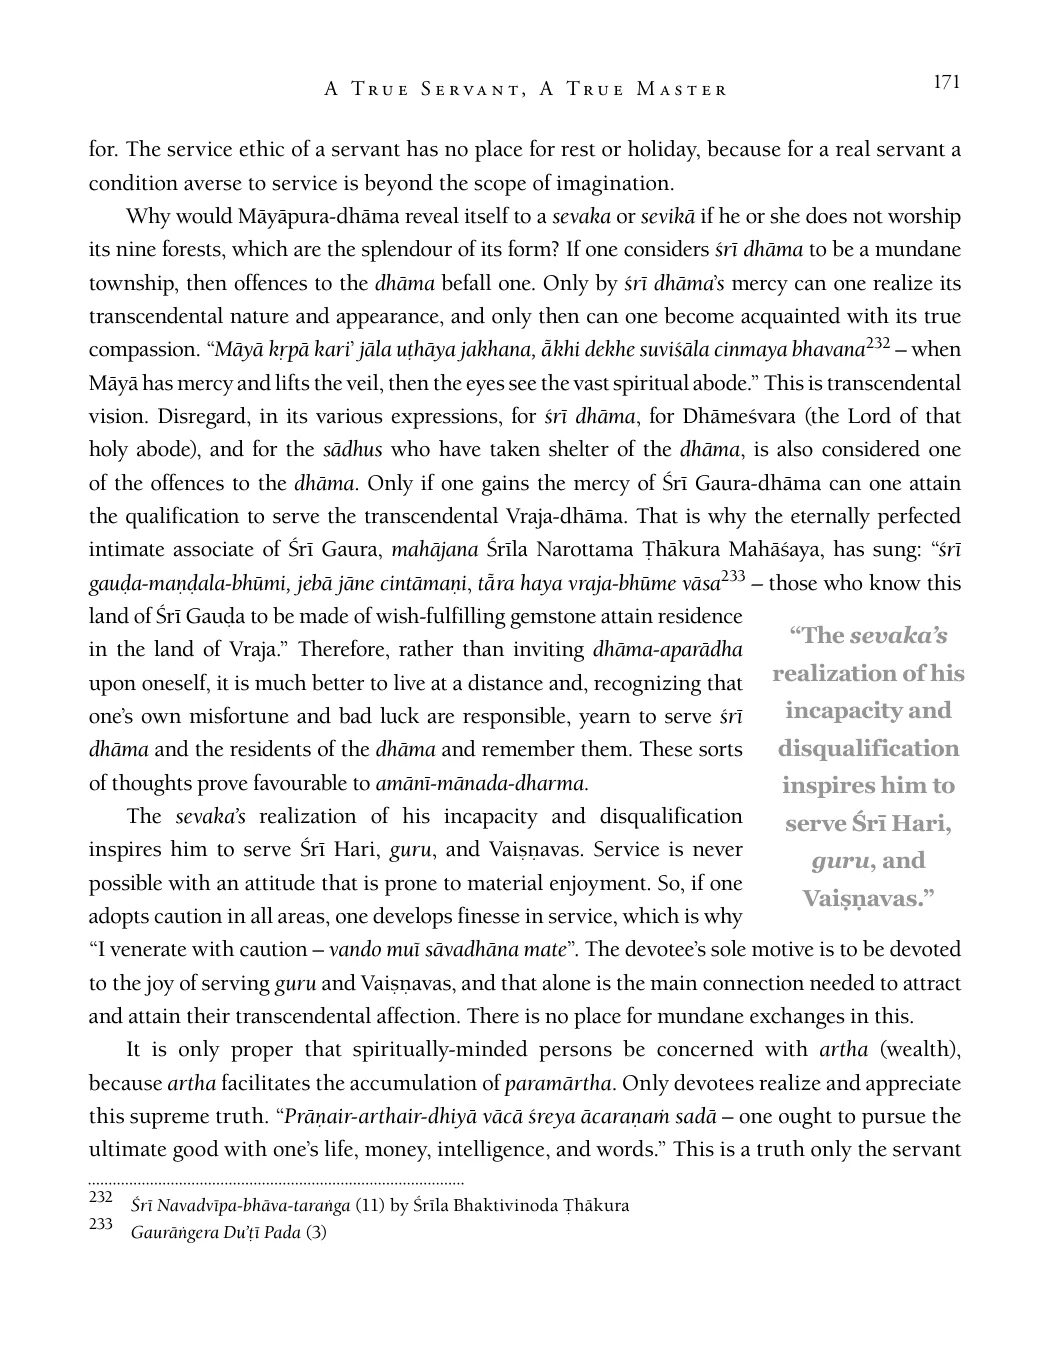 A True Servant, A True Master
171
for. The service ethic of a servant has no place for rest or holiday, because for a real servant a
condition averse to service is beyond the scope of imagination.
Why would Māyāpura-dhāma reveal itself to a sevaka or sevikā if he or she does not worship
its nine forests, which are the splendour of its form? If one considers śrī dhāma to be a mundane
township, then offences to the dhāma befall one. Only by śrī dhāma’s mercy can one realize its
transcendental nature and appearance, and only then can one become acquainted with its true
compassion. “Māyā kṛpā kari’ jāla uṭhāya jakhana, ā̃khi dekhe suviśāla cinmaya bhavana232 – when
Māyā has mercy and lifts the veil, then the eyes see the vast spiritual abode.” This is transcendental
vision. Disregard, in its various expressions, for śrī dhāma, for Dhāmeśvara (the Lord of that
holy abode), and for the sādhus who have taken shelter of the dhāma, is also considered one
of the offences to the dhāma. Only if one gains the mercy of Śrī Gaura-dhāma can one attain
the qualification to serve the transcendental Vraja-dhāma. That is why the eternally perfected
intimate associate of Śrī Gaura, mahājana Śrīla Narottama Ṭhākura Mahāśaya, has sung: “śrī
gauḍa-maṇḍala-bhūmi, jebā jāne cintāmaṇi, tā̃ra haya vraja-bhūme vāsa233 – those who know this
land of Śrī Gauḍa to be made of wish-fulfilling gemstone attain residence
in the land of Vraja.” Therefore, rather than inviting dhāma-aparādha
upon oneself, it is much better to live at a distance and, recognizing that
one’s own misfortune and bad luck are responsible, yearn to serve śrī
dhāma and the residents of the dhāma and remember them. These sorts
of thoughts prove favourable to amānī-mānada-dharma.
The sevaka’s realization of his incapacity and disqualification
inspires him to serve Śrī Hari, guru, and Vaiṣṇavas. Service is never
possible with an attitude that is prone to material enjoyment. So, if one
adopts caution in all areas, one develops finesse in service, which is why
“I venerate with caution – vando muĩ sāvadhāna mate”. The devotee’s sole motive is to be devoted
to the joy of serving guru and Vaiṣṇavas, and that alone is the main connection needed to attract
and attain their transcendental affection. There is no place for mundane exchanges in this.
It is only proper that spiritually-minded persons be concerned with artha (wealth),
because artha facilitates the accumulation of paramārtha. Only devotees realize and appreciate
this supreme truth. “Prāṇair-arthair-dhiyā vācā śreya ācaraṇaṁ sadā – one ought to pursue the
ultimate good with one’s life, money, intelligence, and words.” This is a truth only the servant
“The sevaka’s
realization of his
incapacity and
disqualification
inspires him to
serve Śrī Hari,
guru, and
Vaiṣṇavas.”
232 Śrī Navadvīpa-bhāva-taraṅga (11) by Śrīla Bhaktivinoda Ṭhākura
233 Gaurāṅgera Du’ṭī Pada (3)